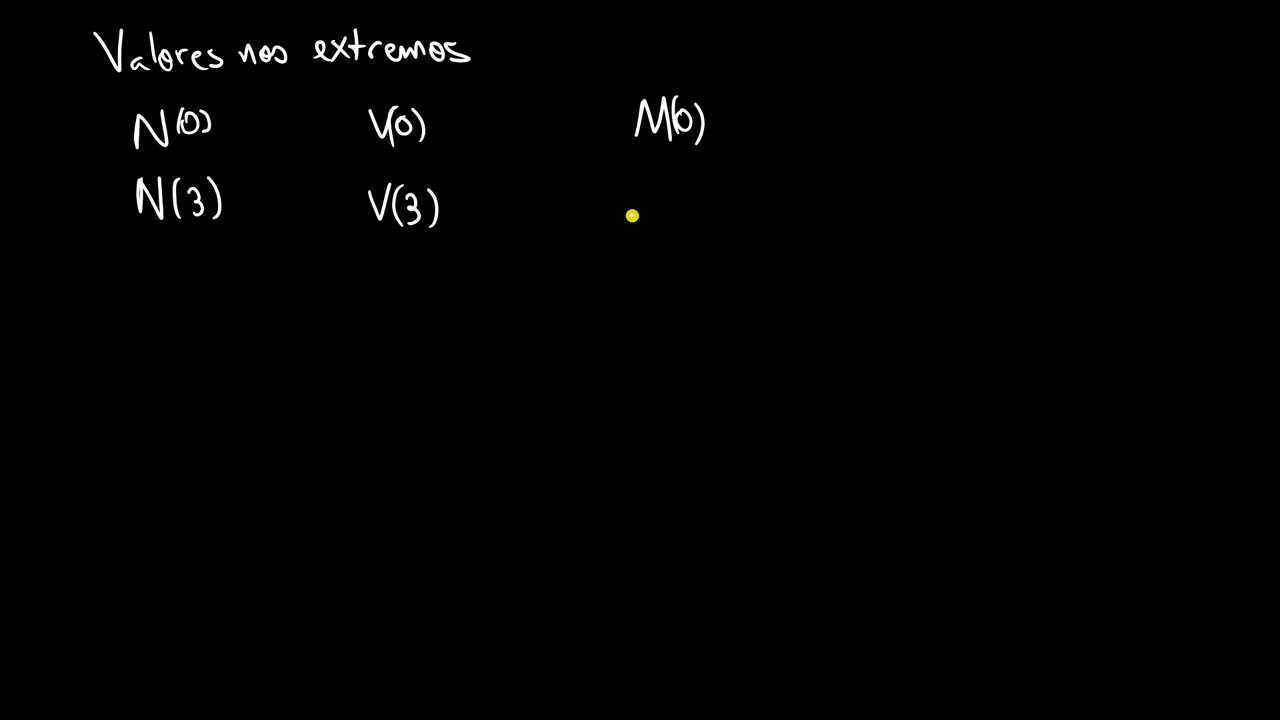 Valores nos extremos
N(0) V(0) M(0)
N(3) V(3)